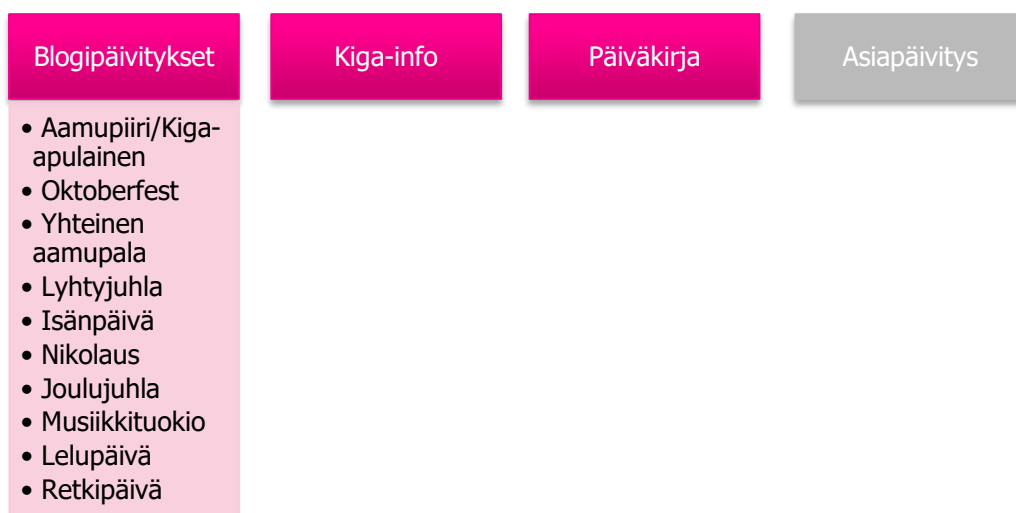 Blogipäivitykset
Kiga-info
Päiväkirja
Asiapäivitys
• Aamupiiri/Kiga-
apulainen
• Oktoberfest
• Yhteinen
aamupala
• Lyhtyjuhla
• Isänpäivä
• Nikolaus
• Joulujuhla
• Musiikkituokio
• Lelupäivä
• Retkipäivä